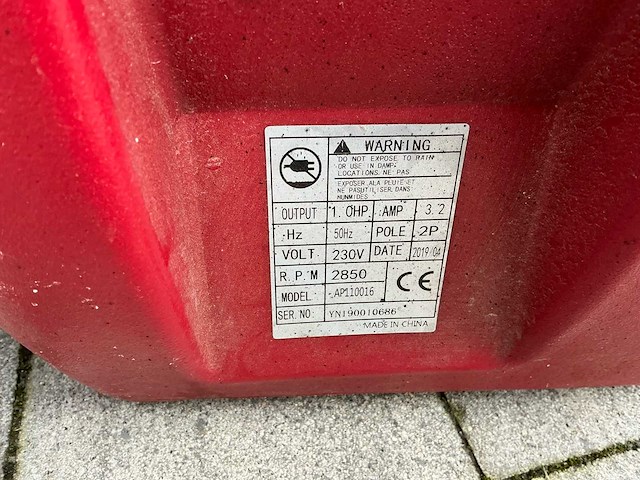 WARNING
DO NOT EXPOSE TO RAIN
OR USE IN DAMP.
LOCATIONS. NE PAS
EXPOSER.ALA PLUIE ET
NE PASUTILISER.DANS
NUNMIDES
OUTPUT 1.0HP AMP 3.2
Hz 50Hz POLE 2P
VOLT 230V DATE 2019/04
R.P.M 2850
MODEL AP110016
SER.NO: YN190010686
CE
MADE IN CHINA